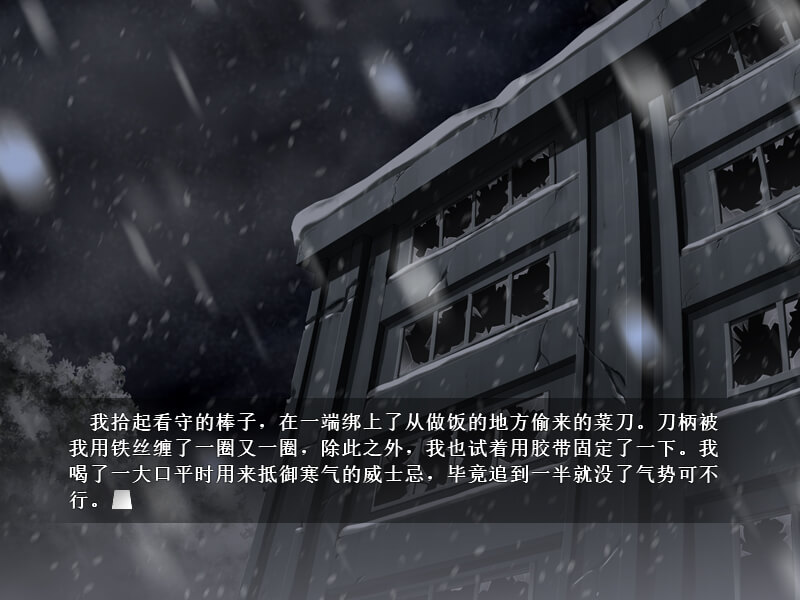 我拾起看守的棒子，在一端绑上了从做饭的地方偷来的菜刀。刀柄被
我用铁丝缠了一圈又一圈，除此之外，我也试着用胶带固定了一下。我
喝了一大口平时用来抵御寒气的威士忌，毕竟追到一半就没了气势可不
行。